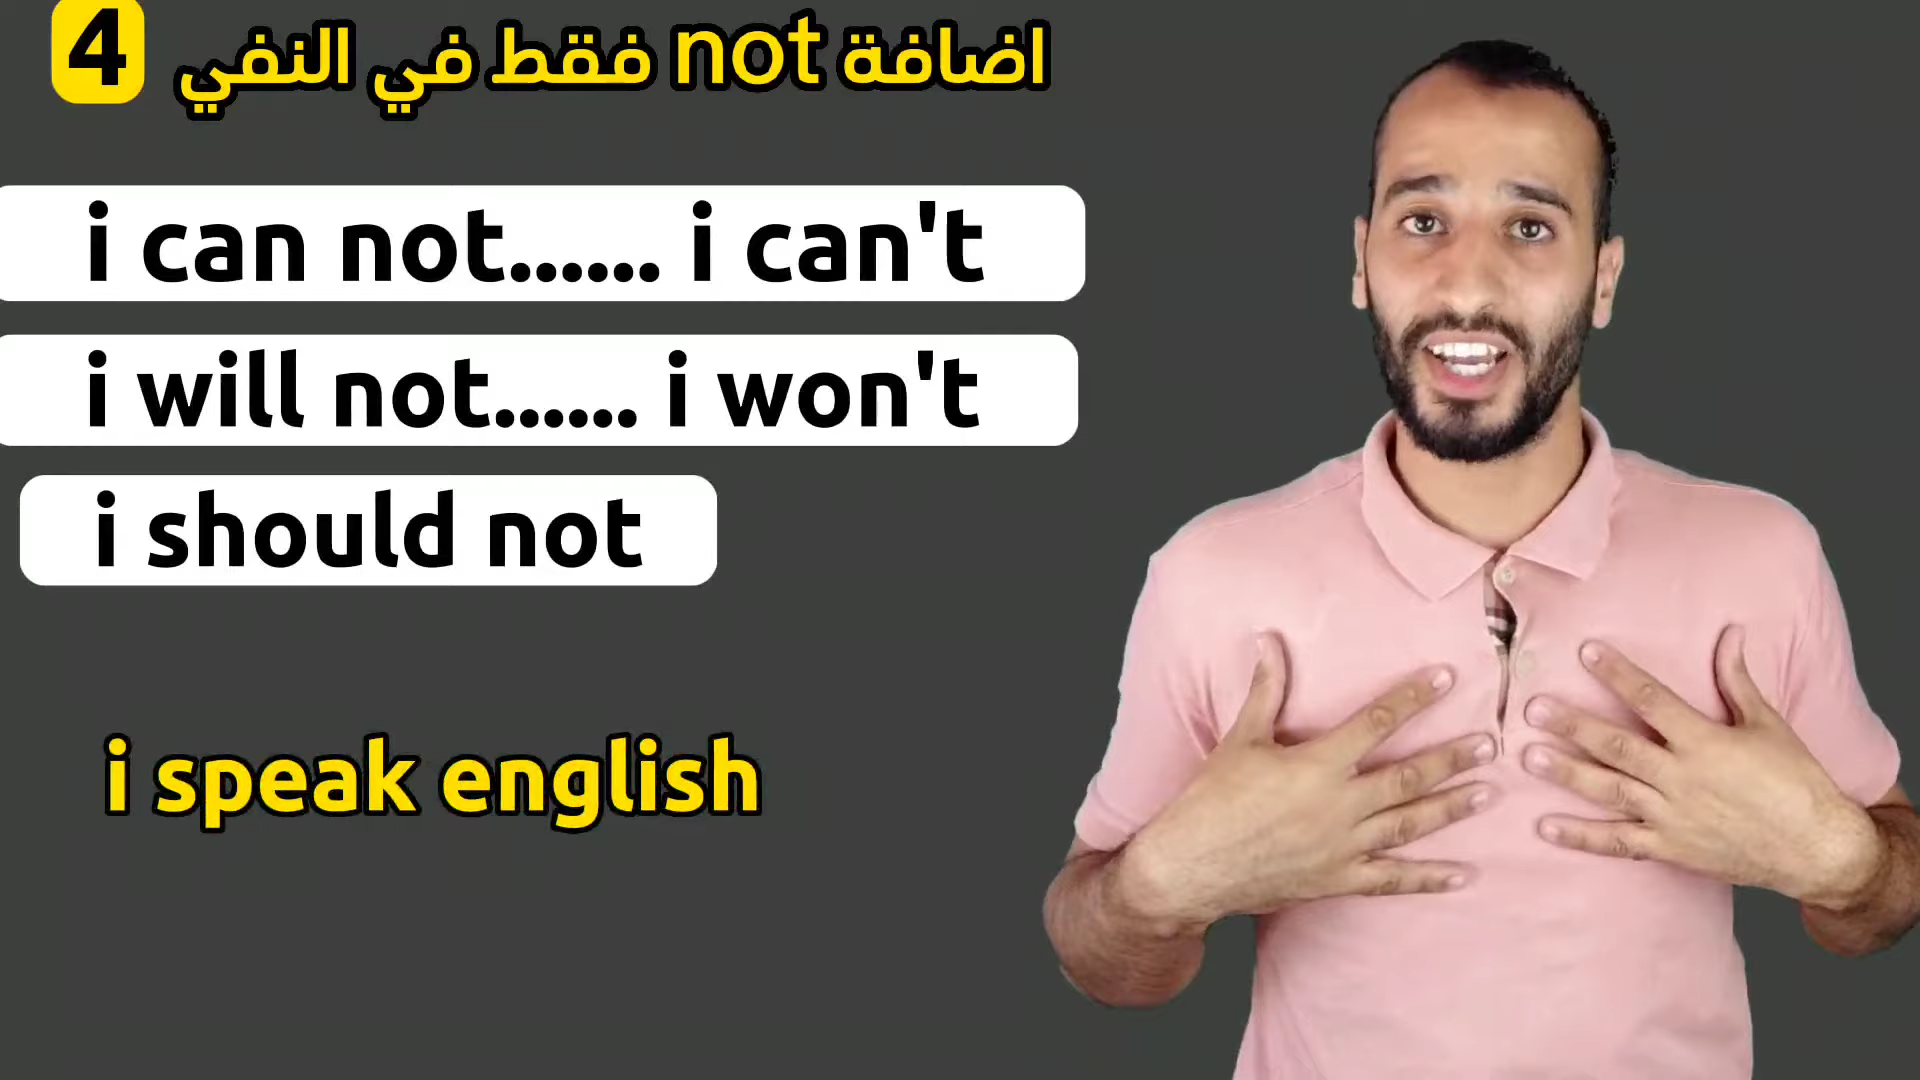 4 اضافة not فقط في النفي
i can not...... i can't
i will not...... i won't
i should not
i speak english